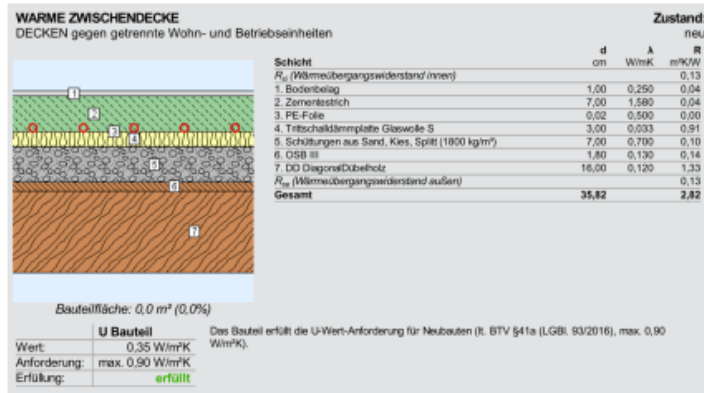 WARME ZWISCHENDECKE
Zustand:
DECKEN gegen getrennte Wohn- und Betriebseinheiten
neu
d λ R
Schicht cm W/mK m²K/W
Rsi (Wärmeübergangswiderstand innen) 0,13
1. Bodenbelag 1,00 0,250 0,04
2. Zementestrich 7,00 1,580 0,04
3. PE-Folie 0,02 0,500 0,00
4. Trittschalldämmplatte Glaswolle S 3,00 0,033 0,91
5. Schüttungen aus Sand, Kies, Splitt (1800 kg/m³) 7,00 0,700 0,10
6. OSB III 1,80 0,130 0,14
7. DD DiagonalDübelholz 16,00 0,120 1,33
Rse (Wärmeübergangswiderstand außen) 0,13
Gesamt 35,82 2,82
1
2
3
4
5
6
7
Bauteilfläche: 0,0 m² (0,0%)
U Bauteil
Wert: 0,35 W/m²K
Anforderung: max. 0,90 W/m²K
Erfüllung: erfüllt
Das Bauteil erfüllt die U-Wert-Anforderung für Neubauten (lt. BTV §41a (LGBl. 93/2016), max. 0,90
W/m²K).